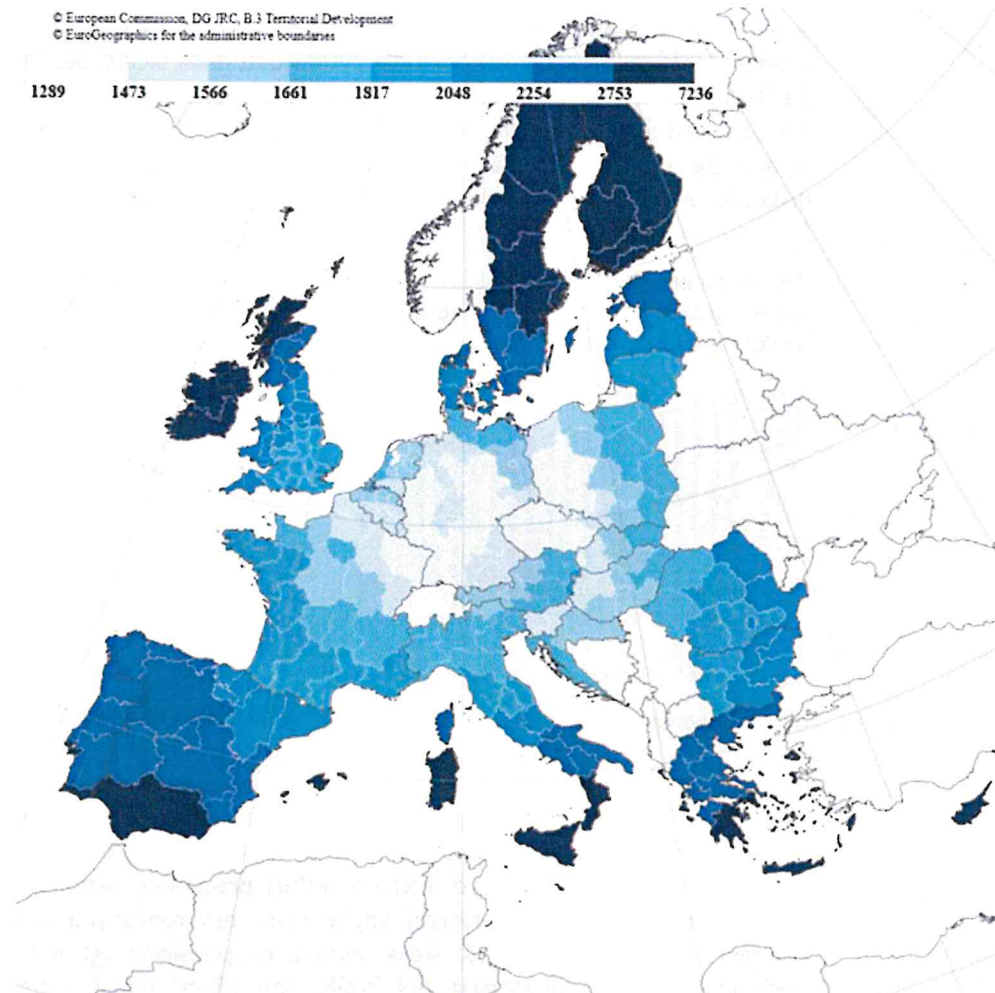 © European Commission, DG JRC, B.3 Territorial Development
© EuroGeographics for the administrative boundaries
1289 1473 1566 1661 1817 2048 2254 2753 7236